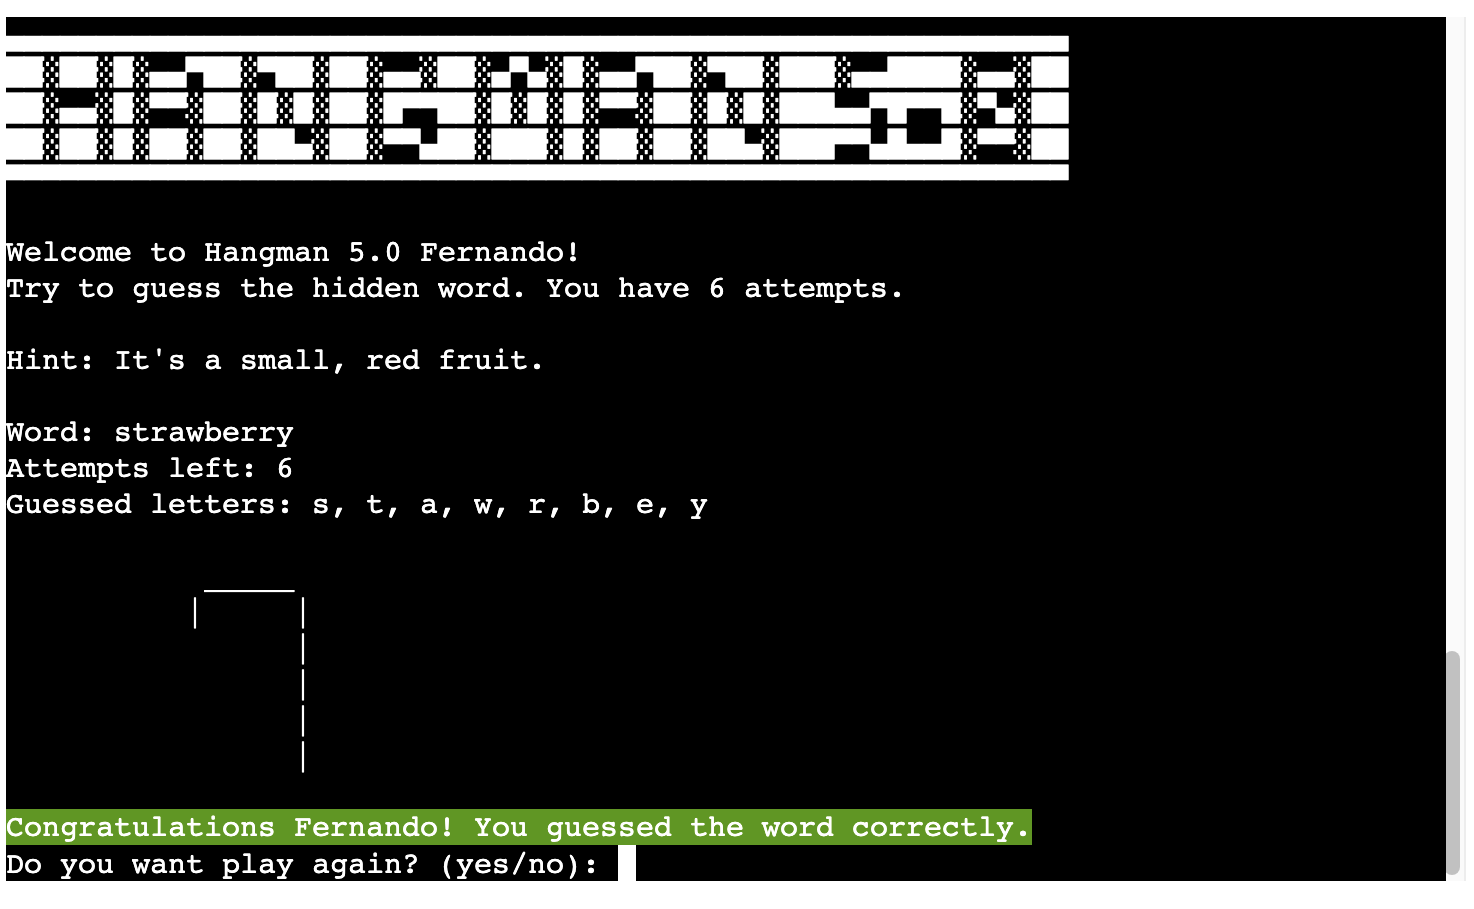 HANGMAN 5.0
Welcome to Hangman 5.0 Fernando!
Try to guess the hidden word. You have 6 attempts.
Hint: It's a small, red fruit.
Word: strawberry
Attempts left: 6
Guessed letters: s, t, a, w, r, b, e, y
Congratulations Fernando! You guessed the word correctly.
Do you want play again? (yes/no):